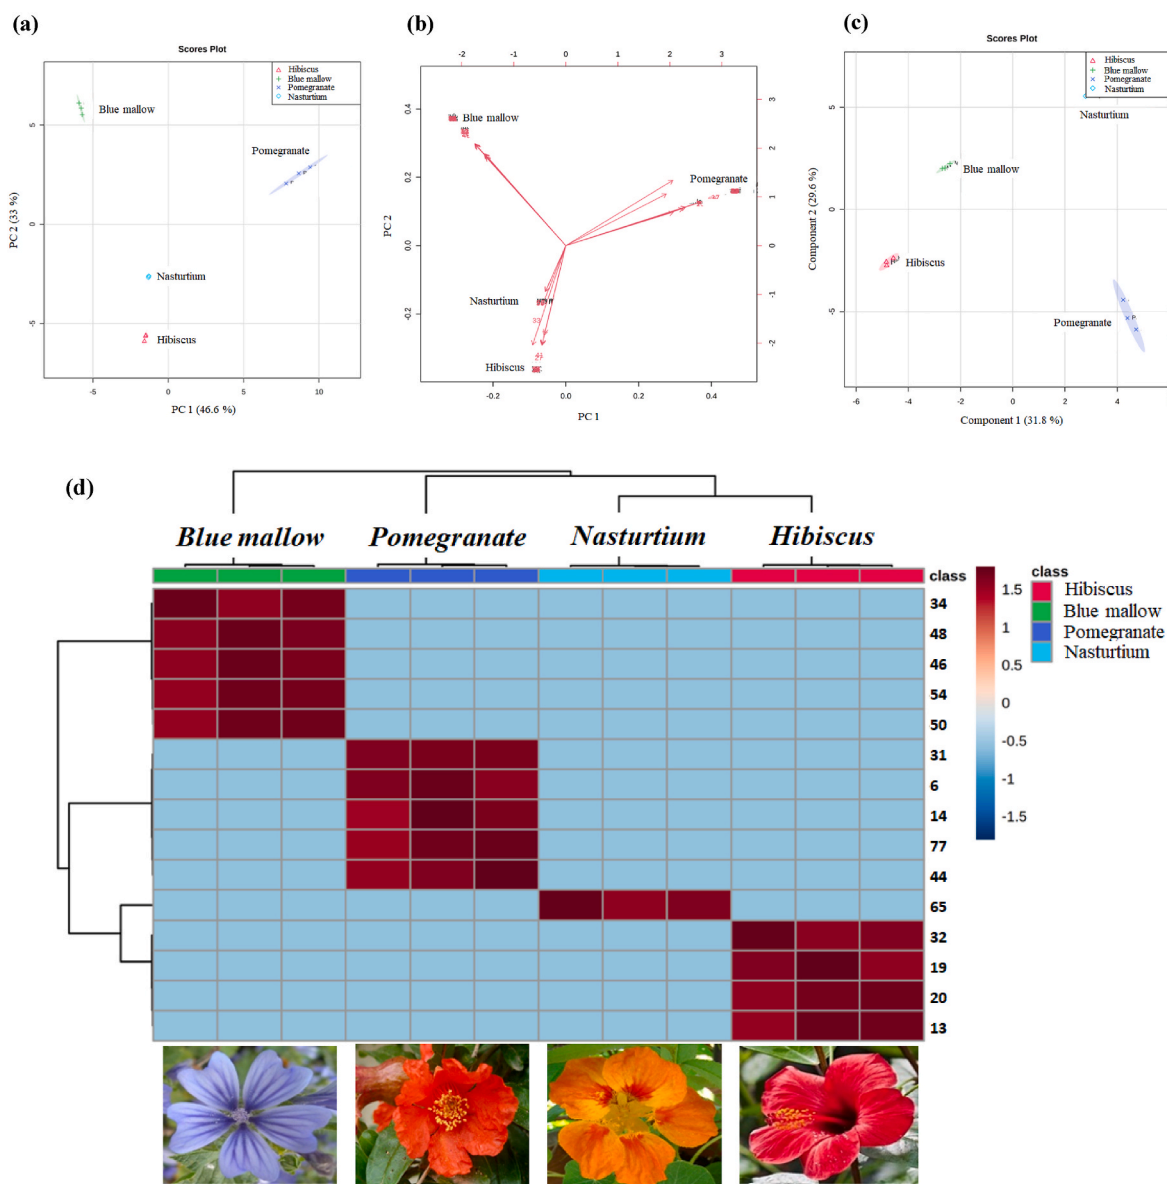 (a)
Scores Plot
Hibiscus
Blue mallow
Pomegranate
Nasturtium
Blue mallow
Pomegranate
Nasturtium
Hibiscus
5
0
-5
PC 2 (33 %)
-5 0 5 10
PC 1 (46.6 %)
(b)
-2 -1 0 1 2 3
0.4
0.2
0.0
-0.2
PC 2
3
2
1
0
-1
-2
Blue mallow
Pomegranate
Nasturtium
33
Hibiscus
-0.2 0.0 0.2 0.4
PC 1
(c)
Scores Plot
Hibiscus
Blue mallow
Pomegranate
Nasturtium
Nasturtium
Blue mallow
Hibiscus
Pomegranate
5
0
-5
Component 2 (29.6 %)
-6 -4 -2 0 2 4
Component 1 (31.8 %)
(d)
Blue mallow Pomegranate Nasturtium Hibiscus
class
34
48
46
54
50
31
6
14
77
44
65
32
19
20
13
1.5
1
0.5
0
-0.5
-1
-1.5
class
Hibiscus
Blue mallow
Pomegranate
Nasturtium